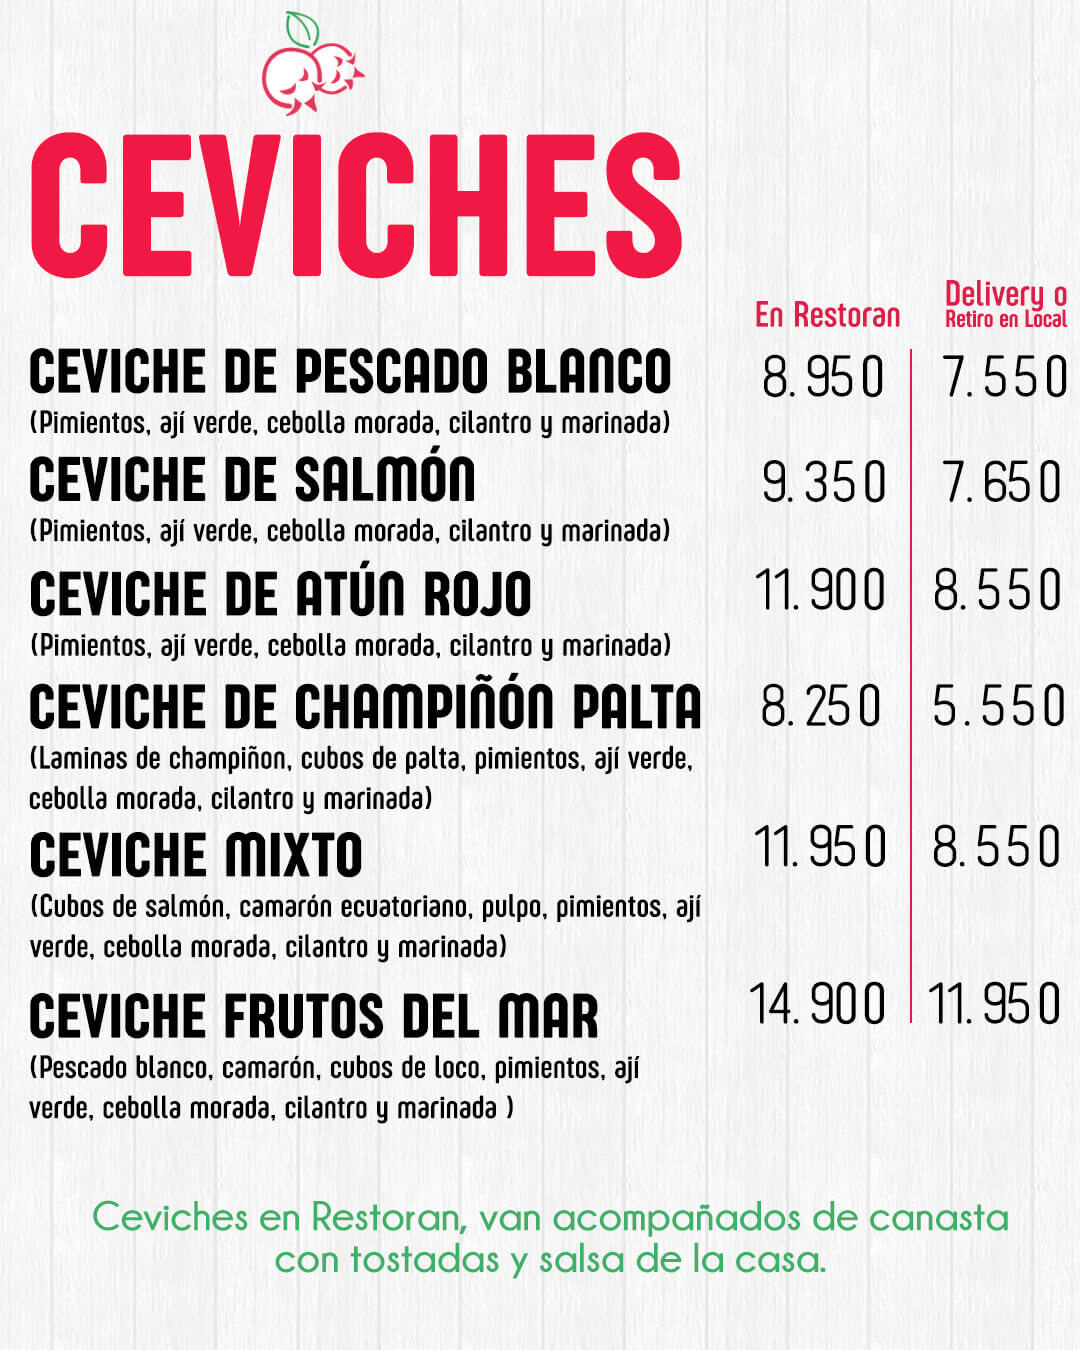 CEVICHES
En Restoran
Delivery o
Retiro en Local
CEVICHE DE PESCADO BLANCO 8.950 7.550
(Pimientos, ají verde, cebolla morada, cilantro y marinada)
CEVICHE DE SALMÓN 9.350 7.650
(Pimientos, ají verde, cebolla morada, cilantro y marinada)
CEVICHE DE ATÚN ROJO 11.900 8.550
(Pimientos, ají verde, cebolla morada, cilantro y marinada)
CEVICHE DE CHAMPIÑÓN PALTA 8.250 5.550
(Laminas de champiñon, cubos de palta, pimientos, ají verde,
cebolla morada, cilantro y marinada)
CEVICHE MIXTO 11.950 8.550
(Cubos de salmón, camarón ecuatoriano, pulpo, pimientos, ají
verde, cebolla morada, cilantro y marinada)
CEVICHE FRUTOS DEL MAR 14.900 11.950
(Pescado blanco, camarón, cubos de loco, pimientos, ají
verde, cebolla morada, cilantro y marinada )
Ceviches en Restoran, van acompañados de canasta
con tostadas y salsa de la casa.